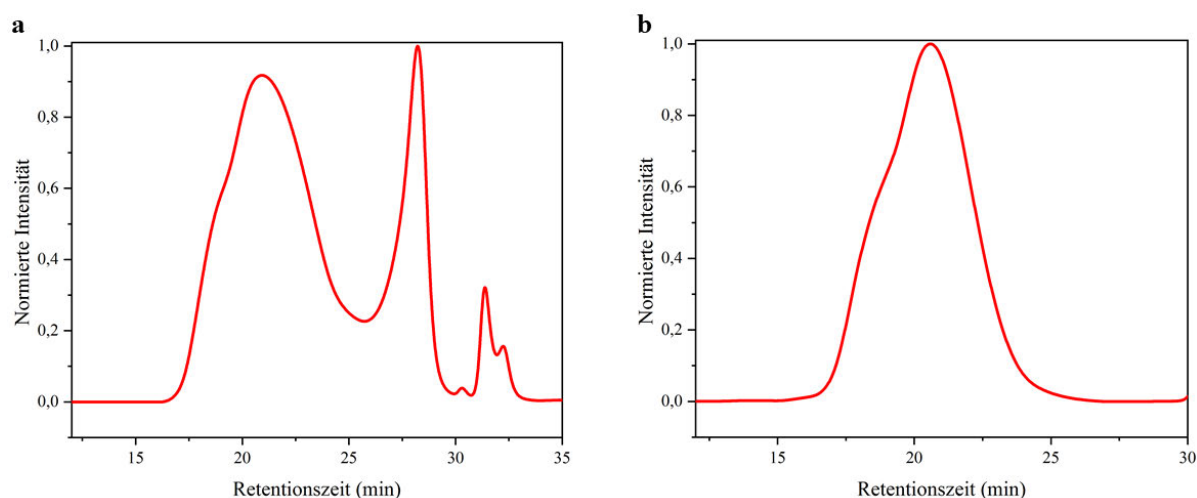 a
1,0
0,8
0,6
0,4
0,2
0,0
Normierte Intensität
15 20 25 30 35
Retentionszeit (min)
b
1,0
0,8
0,6
0,4
0,2
0,0
Normierte Intensität
15 20 25 30
Retentionszeit (min)